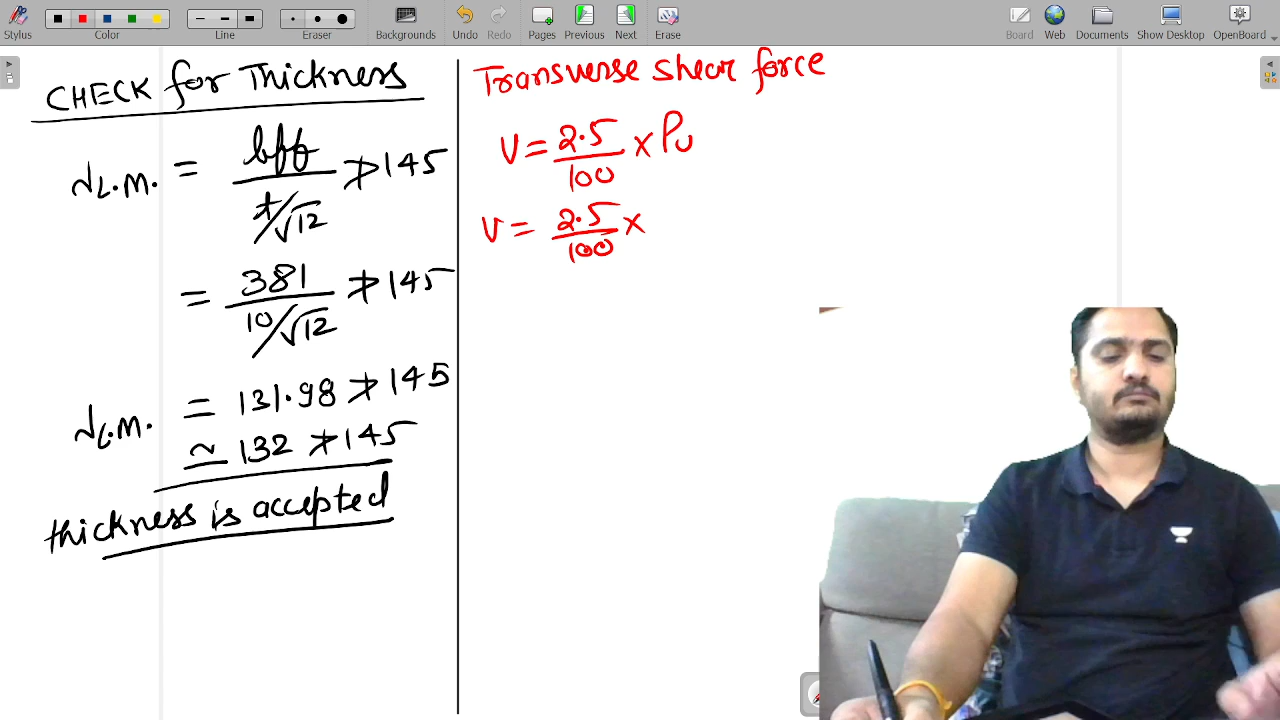 Stylus Color Line Eraser Backgrounds Undo Redo Pages Previous Next Erase Board Web Documents Show Desktop OpenBoard
CHECK for Thickness
λL.M. = bff / t/√12 ≯ 145
= 381 / 10/√12 ≯ 145
λL.M. = 131.98 ≯ 145
≃ 132 ≯ 145
thickness is accepted
Transverse shear force
V = 2.5/100 × Pu
V = 2.5/100 ×